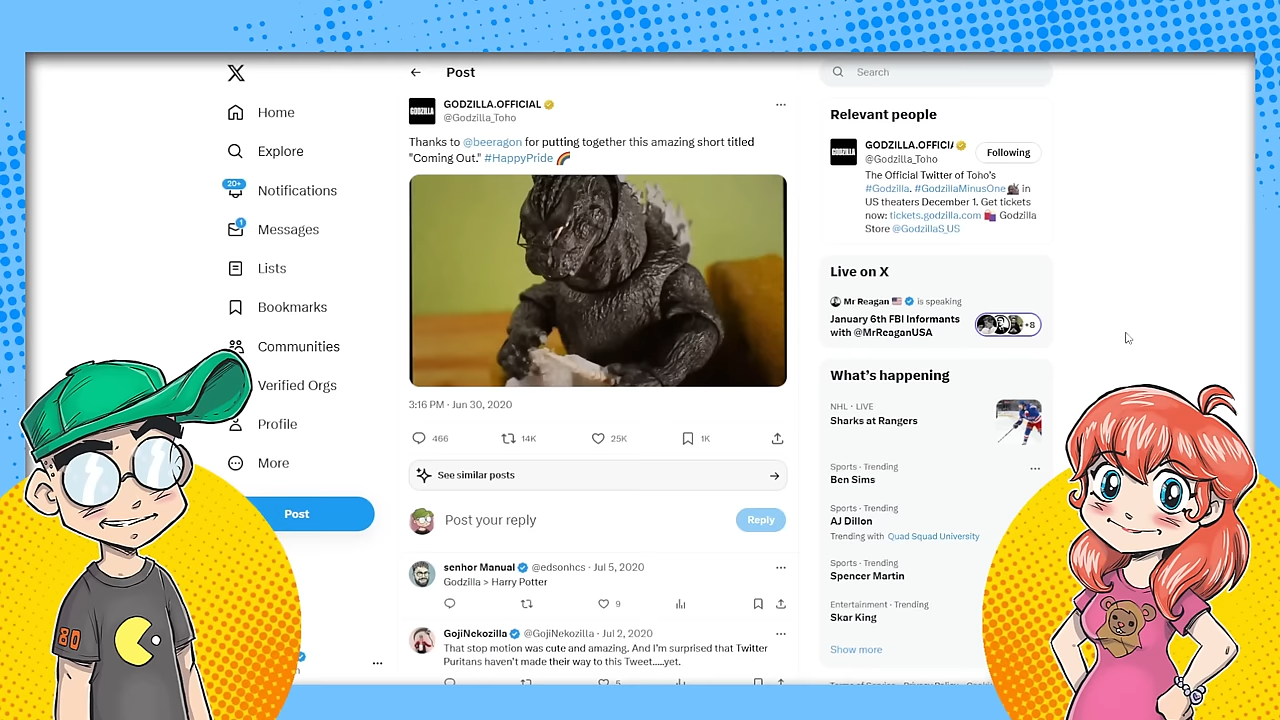 Home
Explore
20+
Notifications
1
Messages
Lists
Bookmarks
Communities
Verified Orgs
Profile
More
Post
Post
GODZILLA
GODZILLA.OFFICIAL
@Godzilla_Toho
Thanks to @beeragon for putting together this amazing short titled
"Coming Out." #HappyPride
3:16 PM · Jun 30, 2020
466
14K
25K
1K
See similar posts
Post your reply
Reply
senhor Manual @edsonhcs · Jul 5, 2020
Godzilla > Harry Potter
9
GojiNekozilla @GojiNekozilla · Jul 2, 2020
That stop motion was cute and amazing. And I'm surprised that Twitter
Puritans haven't made their way to this Tweet.....yet.
5
Search
Relevant people
GODZILLA
GODZILLA.OFFICIA
@Godzilla_Toho
Following
The Official Twitter of Toho's
#Godzilla. #GodzillaMinusOne in
US theaters December 1. Get tickets
now: tickets.godzilla.com Godzilla
Store @GodzillaS_US
Live on X
Mr Reagan is speaking
January 6th FBI Informants
with @MrReaganUSA
+8
What's happening
NHL · LIVE
Sharks at Rangers
Sports · Trending
Ben Sims
Sports · Trending
AJ Dillon
Trending with Quad Squad University
Sports · Trending
Spencer Martin
Entertainment · Trending
Skar King
Show more
80